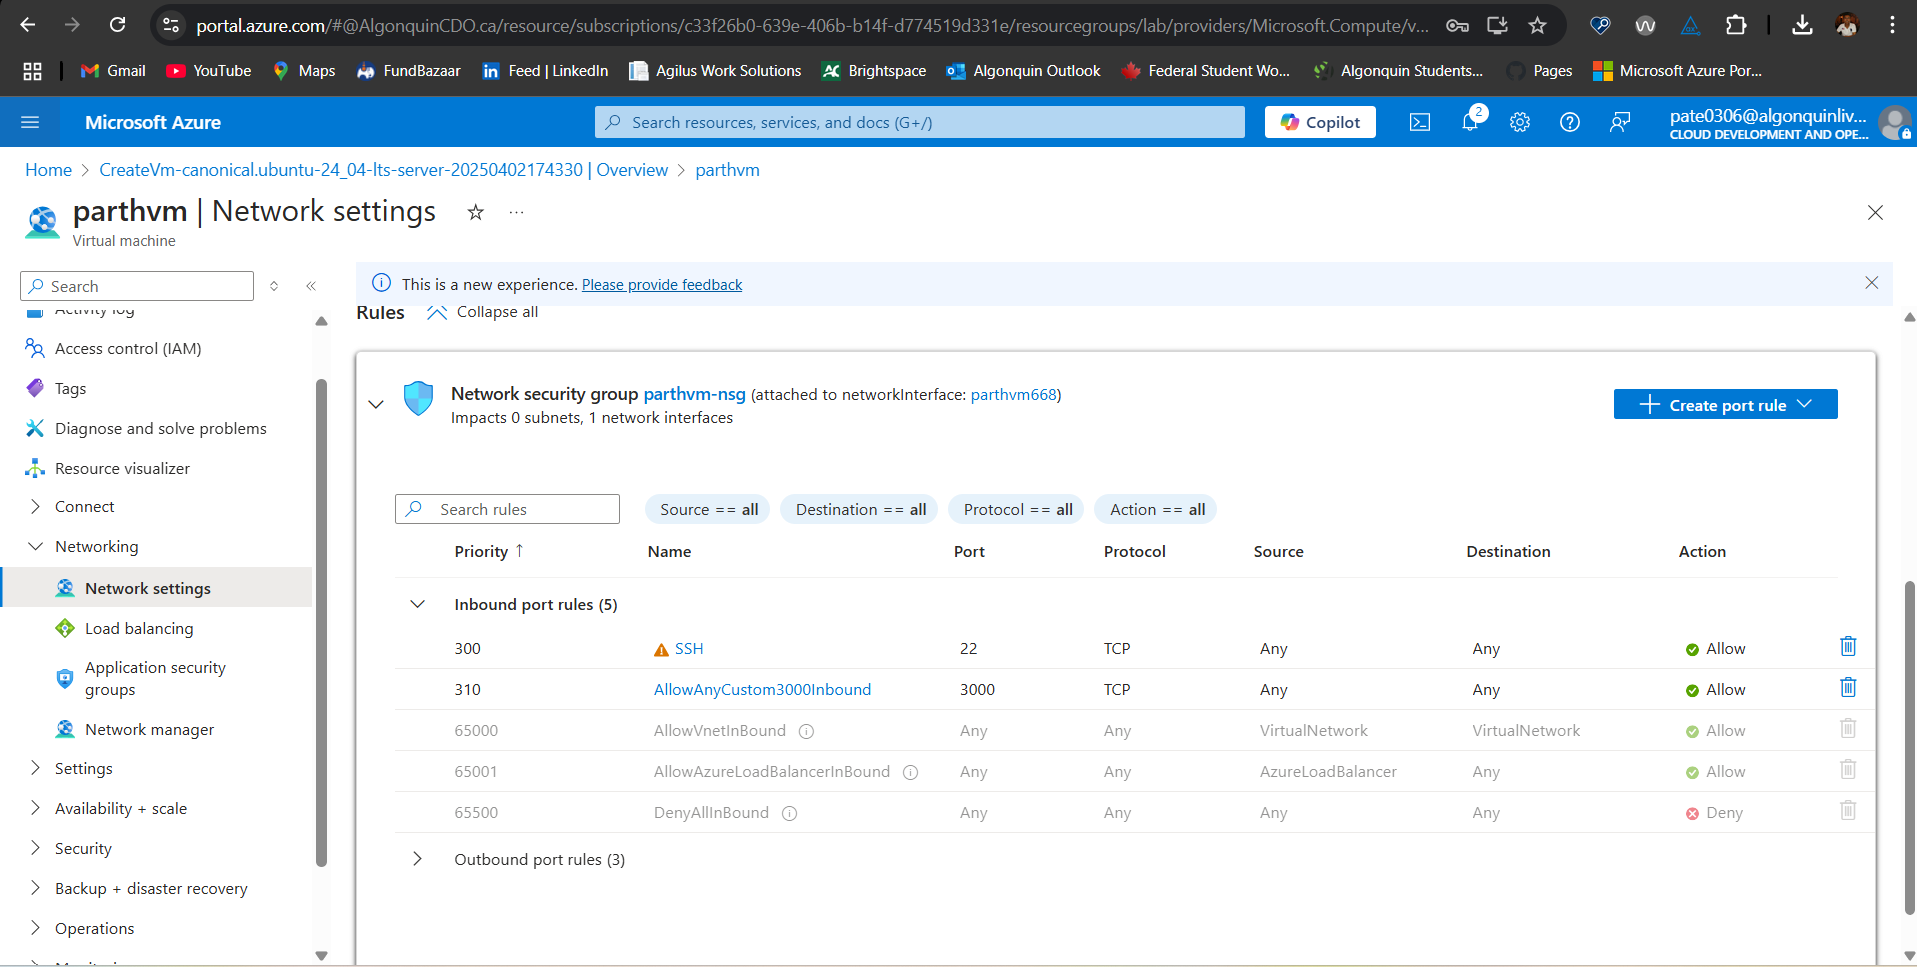 portal.azure.com/#@AlgonquinCDO.ca/resource/subscriptions/c33f26b0-639e-406b-b14f-d774519d331e/resourcegroups/lab/providers/Microsoft.Compute/v...
Gmail YouTube Maps FundBazaar Feed | LinkedIn Agilus Work Solutions Brightspace Algonquin Outlook Federal Student Wo... Algonquin Students... Pages Microsoft Azure Por...
Microsoft Azure
Search resources, services, and docs (G+/)
Copilot
2
pate0306@algonquinliv...
CLOUD DEVELOPMENT AND OPE...
Home > CreateVm-canonical.ubuntu-24_04-lts-server-20250402174330 | Overview > parthvm
parthvm | Network settings
Virtual machine
Search
This is a new experience. Please provide feedback
Activity log
Access control (IAM)
Tags
Diagnose and solve problems
Resource visualizer
Connect
Networking
Network settings
Load balancing
Application security
groups
Network manager
Settings
Availability + scale
Security
Backup + disaster recovery
Operations
Rules Collapse all
Network security group parthvm-nsg (attached to networkInterface: parthvm668)
Impacts 0 subnets, 1 network interfaces
Create port rule
Search rules
Source == all Destination == all Protocol == all Action == all
Priority ↑ Name Port Protocol Source Destination Action
Inbound port rules (5)
300 SSH 22 TCP Any Any Allow
310 AllowAnyCustom3000Inbound 3000 TCP Any Any Allow
65000 AllowVnetInBound Any Any VirtualNetwork VirtualNetwork Allow
65001 AllowAzureLoadBalancerInBound Any Any AzureLoadBalancer Any Allow
65500 DenyAllInBound Any Any Any Any Deny
Outbound port rules (3)